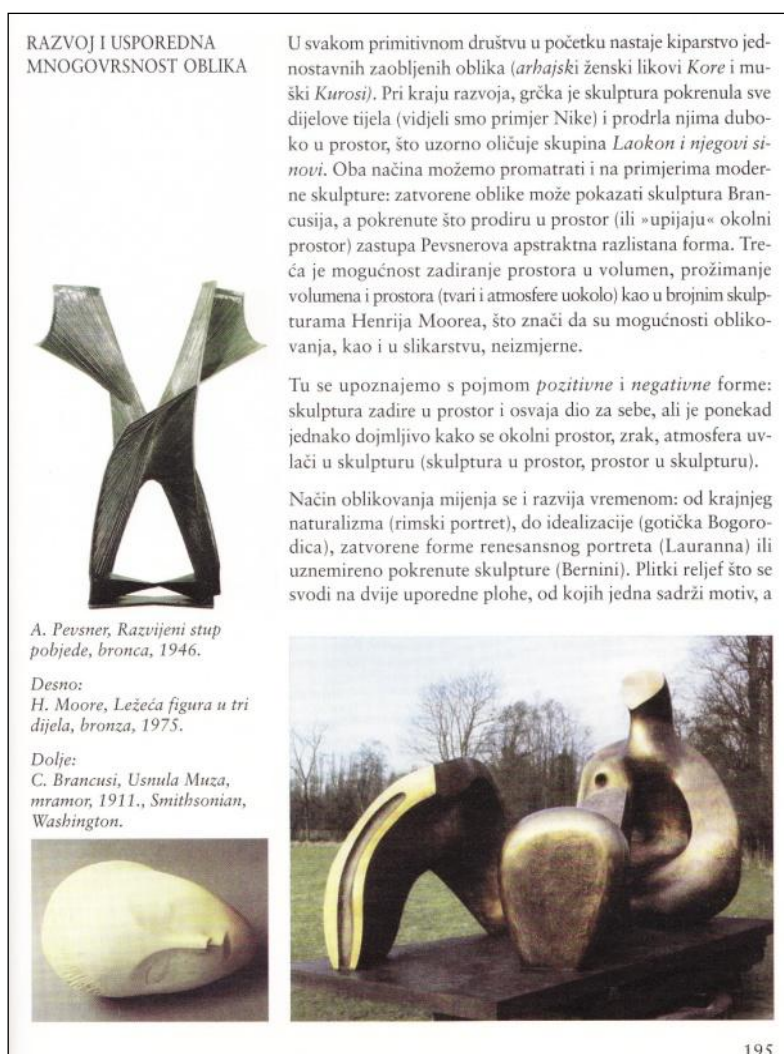 RAZVOJ I USPOREDNA
MNOGOVRSNOST OBLIKA
U svakom primitivnom društvu u početku nastaje kiparstvo jed-
nostavnih zaobljenih oblika (arhajski ženski likovi Kore i mu-
ški Kurosi). Pri kraju razvoja, grčka je skulptura pokrenula sve
dijelove tijela (vidjeli smo primjer Nike) i prodrla njima dubo-
ko u prostor, što uzorno oličuje skupina Laokon i njegovi si-
novi. Oba načina možemo promatrati i na primjerima moder-
ne skulpture: zatvorene oblike može pokazati skulptura Bran-
cusija, a pokrenute što prodiru u prostor (ili »upijaju« okolni
prostor) zastupa Pevsnerova apstraktna razlistana forma. Tre-
ća je mogućnost zadiranje prostora u volumen, prožimanje
volumena i prostora (tvari i atmosfere uokolo) kao u brojnim skulp-
turama Henrija Moorea, što znači da su mogućnosti obliko-
vanja, kao i u slikarstvu, neizmjerne.
Tu se upoznajemo s pojmom pozitivne i negativne forme:
skulptura zadire u prostor i osvaja dio za sebe, ali je ponekad
jednako dojmljivo kako se okolni prostor, zrak, atmosfera uv-
lači u skulpturu (skulptura u prostor, prostor u skulpturu).
Način oblikovanja mijenja se i razvija vremenom: od krajnjeg
naturalizma (rimski portret), do idealizacije (gotička Bogoro-
dica), zatvorene forme renesansnog portreta (Lauranna) ili
uznemireno pokrenute skulpture (Bernini). Plitki reljef što se
svodi na dvije uporedne plohe, od kojih jedna sadrži motiv, a
A. Pevsner, Razvijeni stup
pobjede, bronca, 1946.
Desno:
H. Moore, Ležeća figura u tri
dijela, bronza, 1975.
Dolje:
C. Brancusi, Usnula Muza,
mramor, 1911., Smithsonian,
Washington.
195